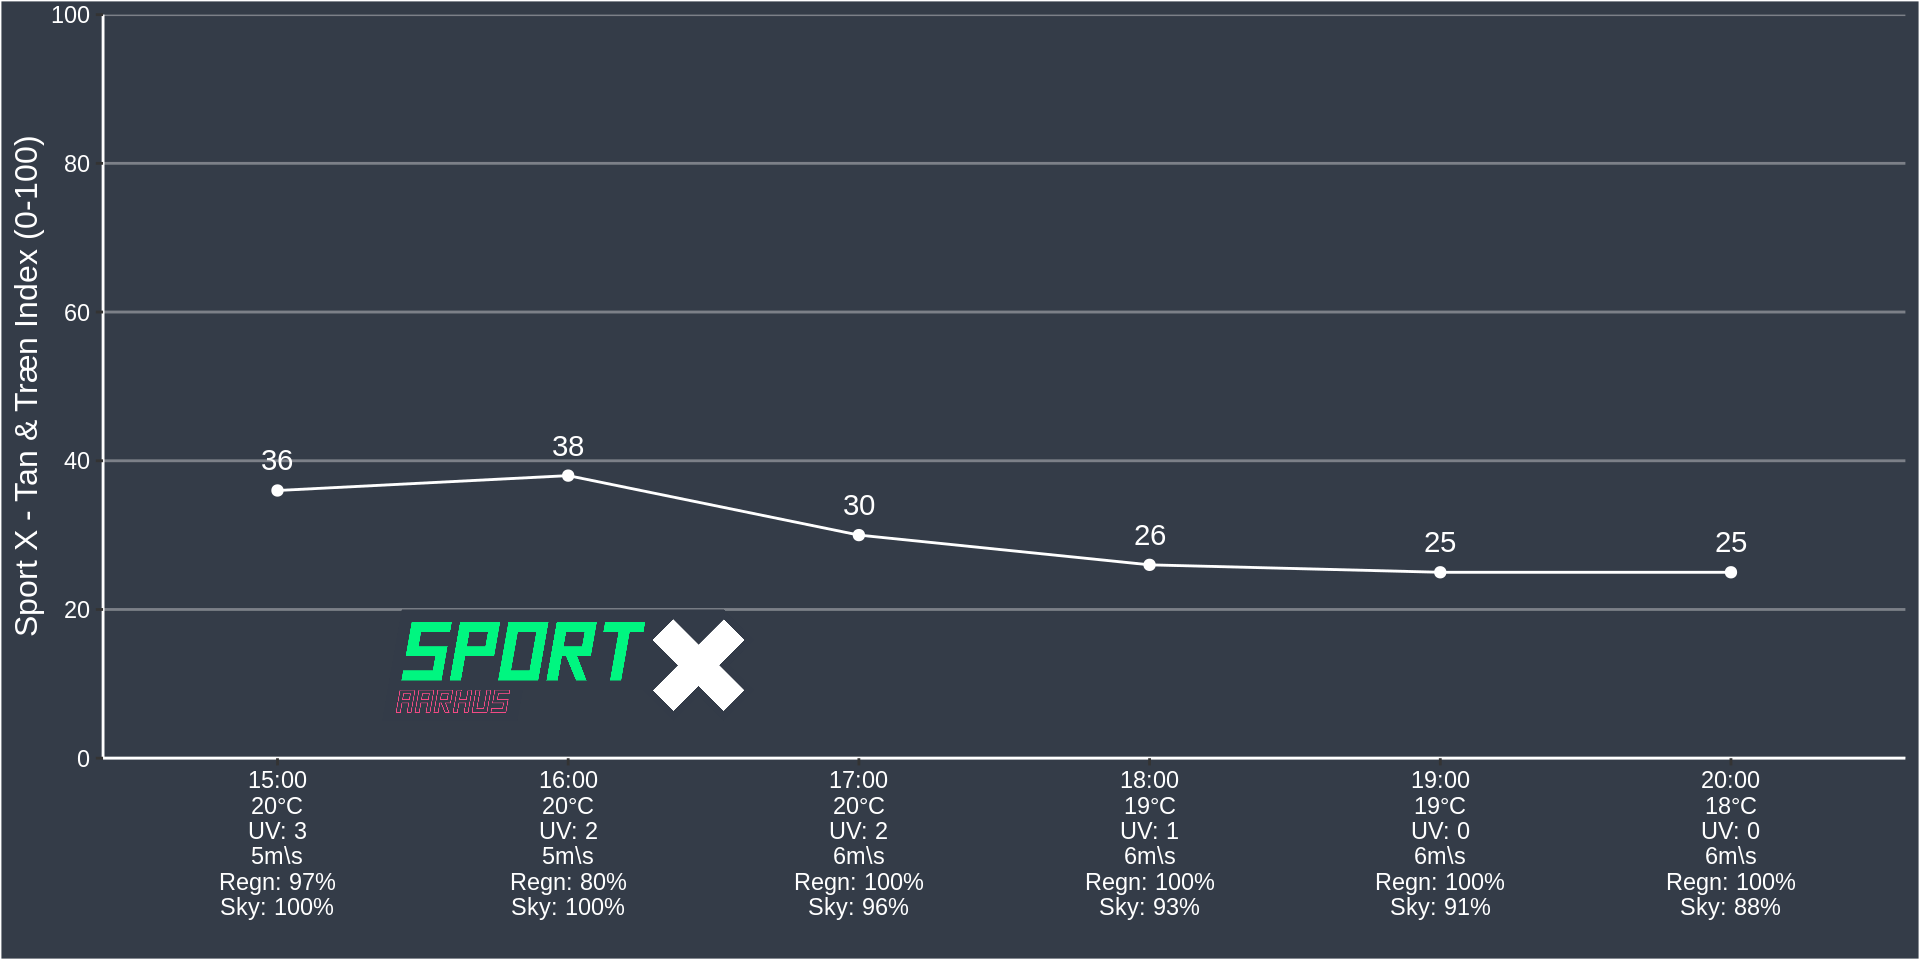 Sport X - Tan & Træn Index (0-100)
100
80
60
40
20
0
36
38
30
26
25
25
SPORT X
AARHUS
15:00
20°C
UV: 3
5m\s
Regn: 97%
Sky: 100%
16:00
20°C
UV: 2
5m\s
Regn: 80%
Sky: 100%
17:00
20°C
UV: 2
6m\s
Regn: 100%
Sky: 96%
18:00
19°C
UV: 1
6m\s
Regn: 100%
Sky: 93%
19:00
19°C
UV: 0
6m\s
Regn: 100%
Sky: 91%
20:00
18°C
UV: 0
6m\s
Regn: 100%
Sky: 88%